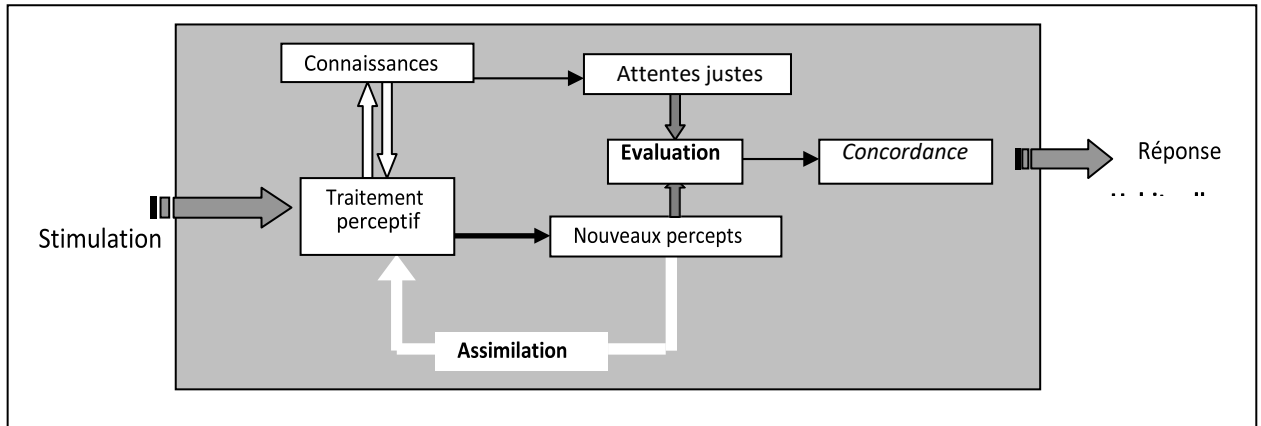 Connaissances
Attentes justes
Evaluation
Concordance
Réponse
Traitement
perceptif
Stimulation
Nouveaux percepts
Assimilation